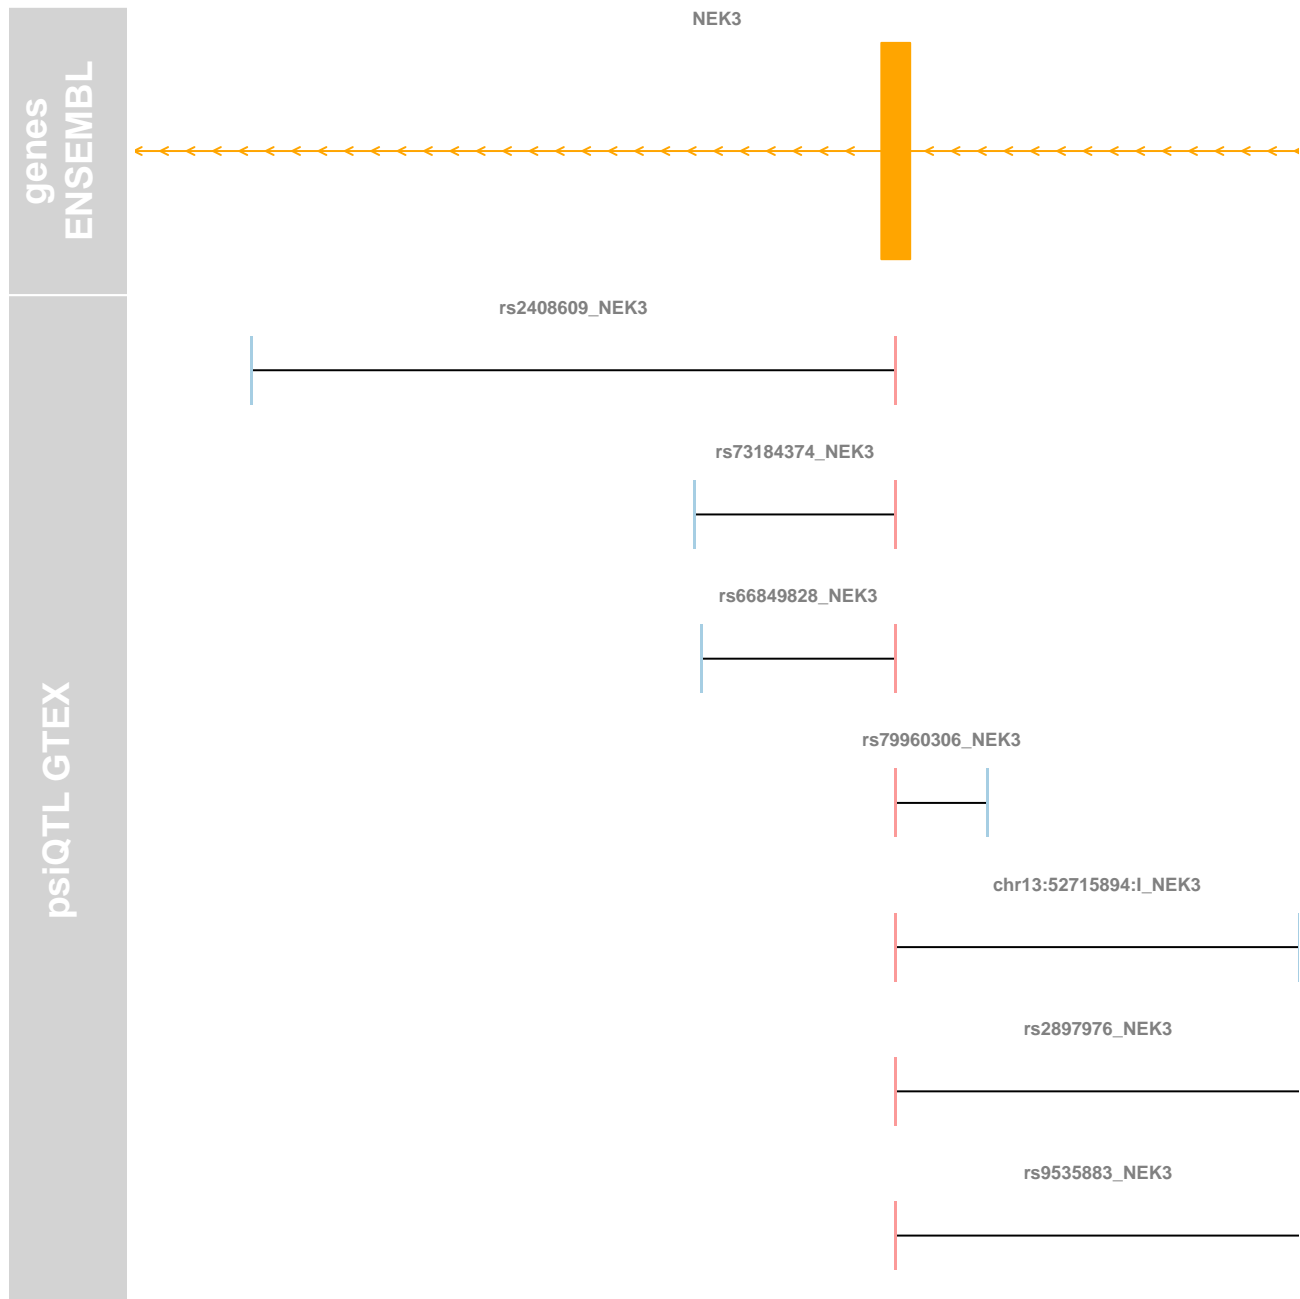 NEK3
genes
ENSEMBL
rs2408609_NEK3
rs73184374_NEK3
rs66849828_NEK3
rs79960306_NEK3
psiQTL GTEX
chr13:52715894:I_NEK3
rs2897976_NEK3
rs9535883_NEK3